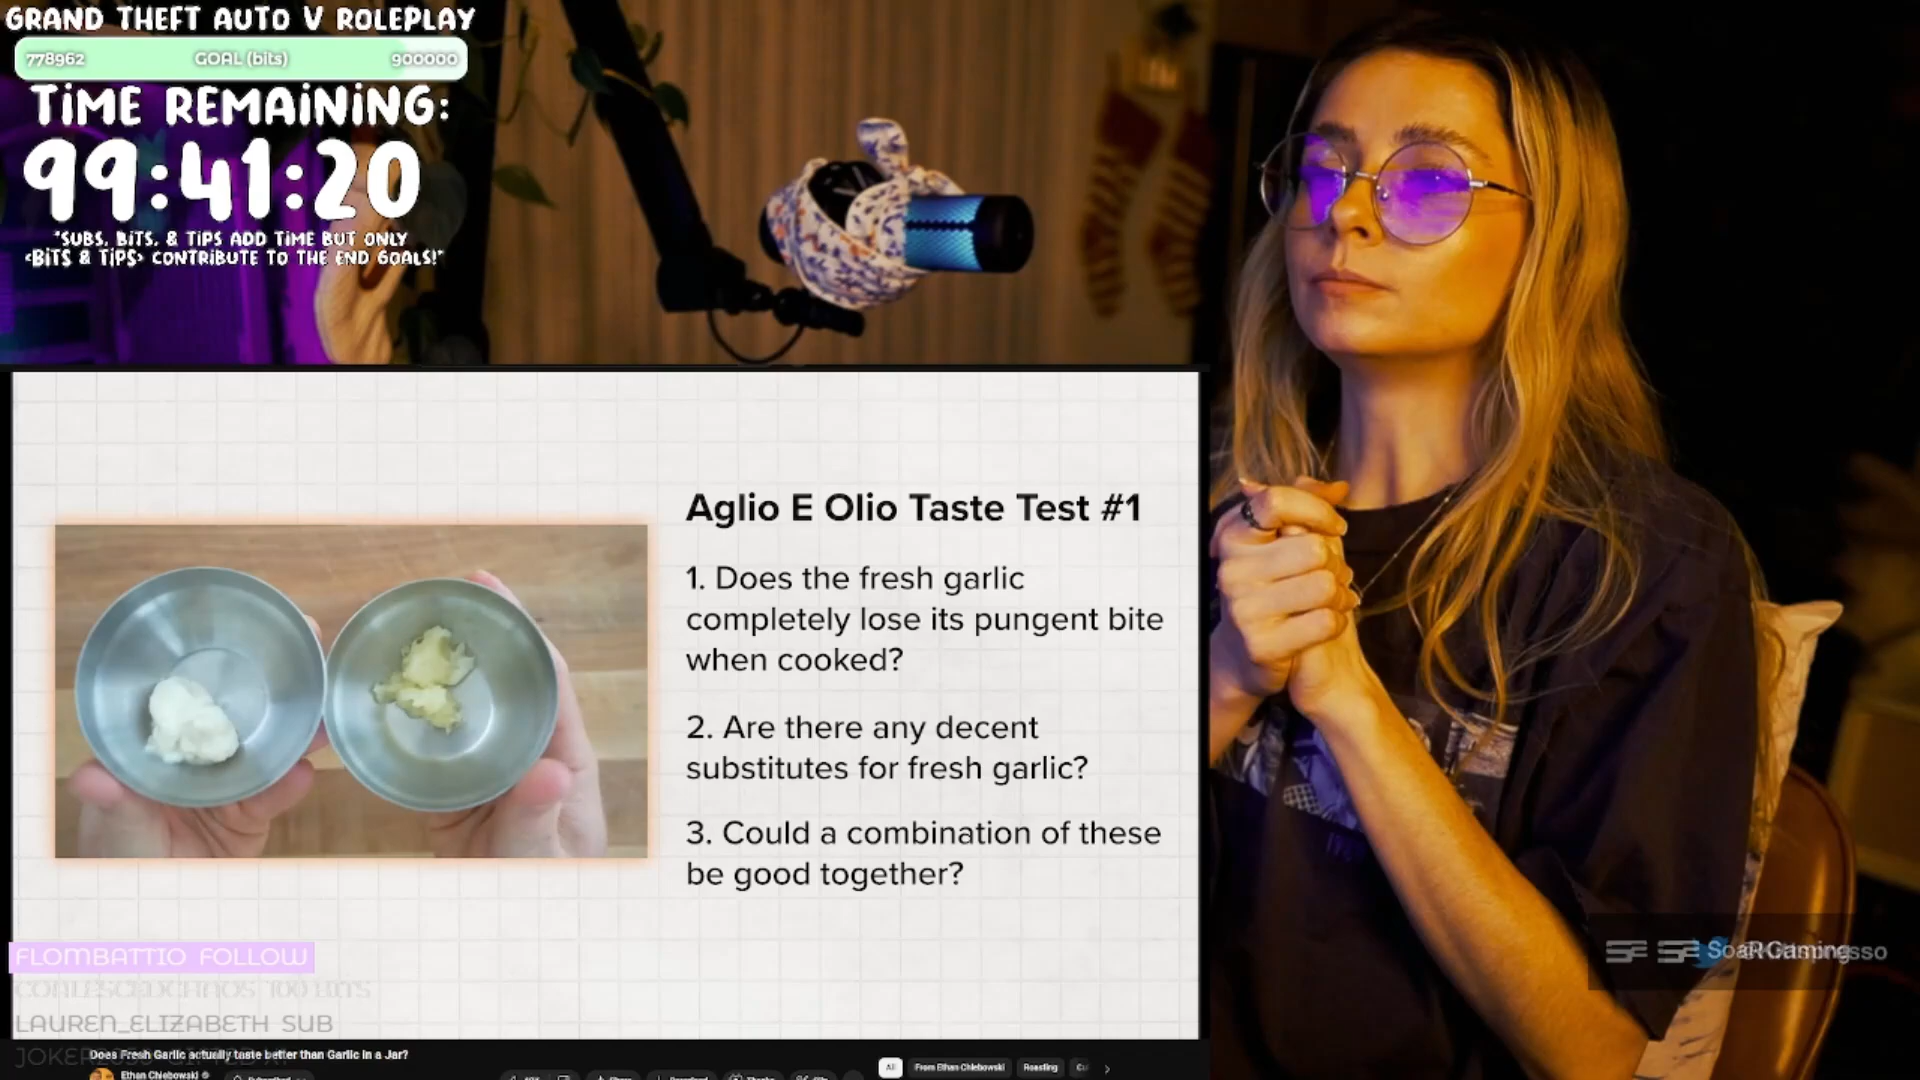 GRAND THEFT AUTO V ROLEPLAY
778962 GOAL (bits) 900000
TIME REMAINING:
99:41:20
"SUBS, BITS, & TIPS ADD TIME BUT ONLY
<BITS & TIPS> CONTRIBUTE TO THE END GOALS!"
Aglio E Olio Taste Test #1
1. Does the fresh garlic
completely lose its pungent bite
when cooked?
2. Are there any decent
substitutes for fresh garlic?
3. Could a combination of these
be good together?
FLOMBATTIO FOLLOW
COALESCEDCHAOS 100 BITS
LAUREN_ELIZABETH SUB
Does Fresh Garlic actually taste better than Garlic in a Jar?
Ethan Chlebowski
All From Ethan Chlebowski Roasting